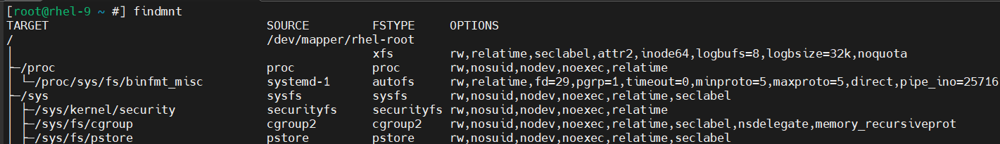 [root@rhel-9 ~ #] findmnt
TARGET                               SOURCE         FSTYPE     OPTIONS
/                                    /dev/mapper/rhel-root
│                                                   xfs        rw,relatime,seclabel,attr2,inode64,logbufs=8,logbsize=32k,noquota
├─/proc                              proc           proc       rw,nosuid,nodev,noexec,relatime
│ └─/proc/sys/fs/binfmt_misc         systemd-1      autofs     rw,relatime,fd=29,pgrp=1,timeout=0,minproto=5,maxproto=5,direct,pipe_ino=25716
├─/sys                               sysfs          sysfs      rw,nosuid,nodev,noexec,relatime,seclabel
│ ├─/sys/kernel/security             securityfs     securityfs rw,nosuid,nodev,noexec,relatime
│ ├─/sys/fs/cgroup                   cgroup2        cgroup2    rw,nosuid,nodev,noexec,relatime,seclabel,nsdelegate,memory_recursiveprot
│ ├─/sys/fs/pstore                   pstore         pstore     rw,nosuid,nodev,noexec,relatime,seclabel